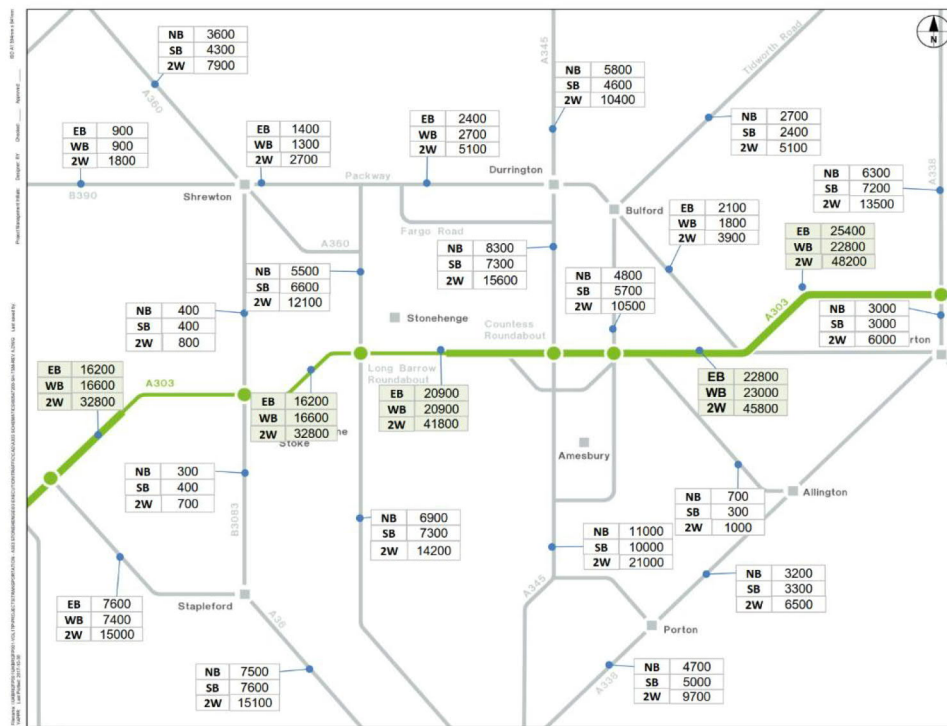 N
A360
NB 3600
SB 4300
2W 7900
A345
NB 5800
SB 4600
2W 10400
Tidworth Road
NB 2700
SB 2400
2W 5100
A338
EB 900
WB 900
2W 1800
EB 1400
WB 1300
2W 2700
EB 2400
WB 2700
2W 5100
NB 6300
SB 7200
2W 13500
B390
Shrewton
Packway
Durrington
Bulford
Fargo Road
A360
EB 2100
WB 1800
2W 3900
EB 25400
WB 22800
2W 48200
NB 5500
SB 6600
2W 12100
NB 8300
SB 7300
2W 15600
NB 4800
SB 5700
2W 10500
A303
NB 400
SB 400
2W 800
Stonehenge
Countess
Roundabout
NB 3000
SB 3000
2W 6000
rton
EB 16200
WB 16600
2W 32800
A303
Long Barrow
Roundabout
EB 16200
WB 16600
2W 32800
ne
Stoke
EB 20900
WB 20900
2W 41800
EB 22800
WB 23000
2W 45800
Amesbury
NB 300
SB 400
2W 700
B3083
NB 700
SB 300
2W 1000
Allington
NB 6900
SB 7300
2W 14200
NB 11000
SB 10000
2W 21000
A345
NB 3200
SB 3300
2W 6500
EB 7600
WB 7400
2W 15000
Stapleford
A36
Porton
NB 7500
SB 7600
2W 15100
A338
NB 4700
SB 5000
2W 9700